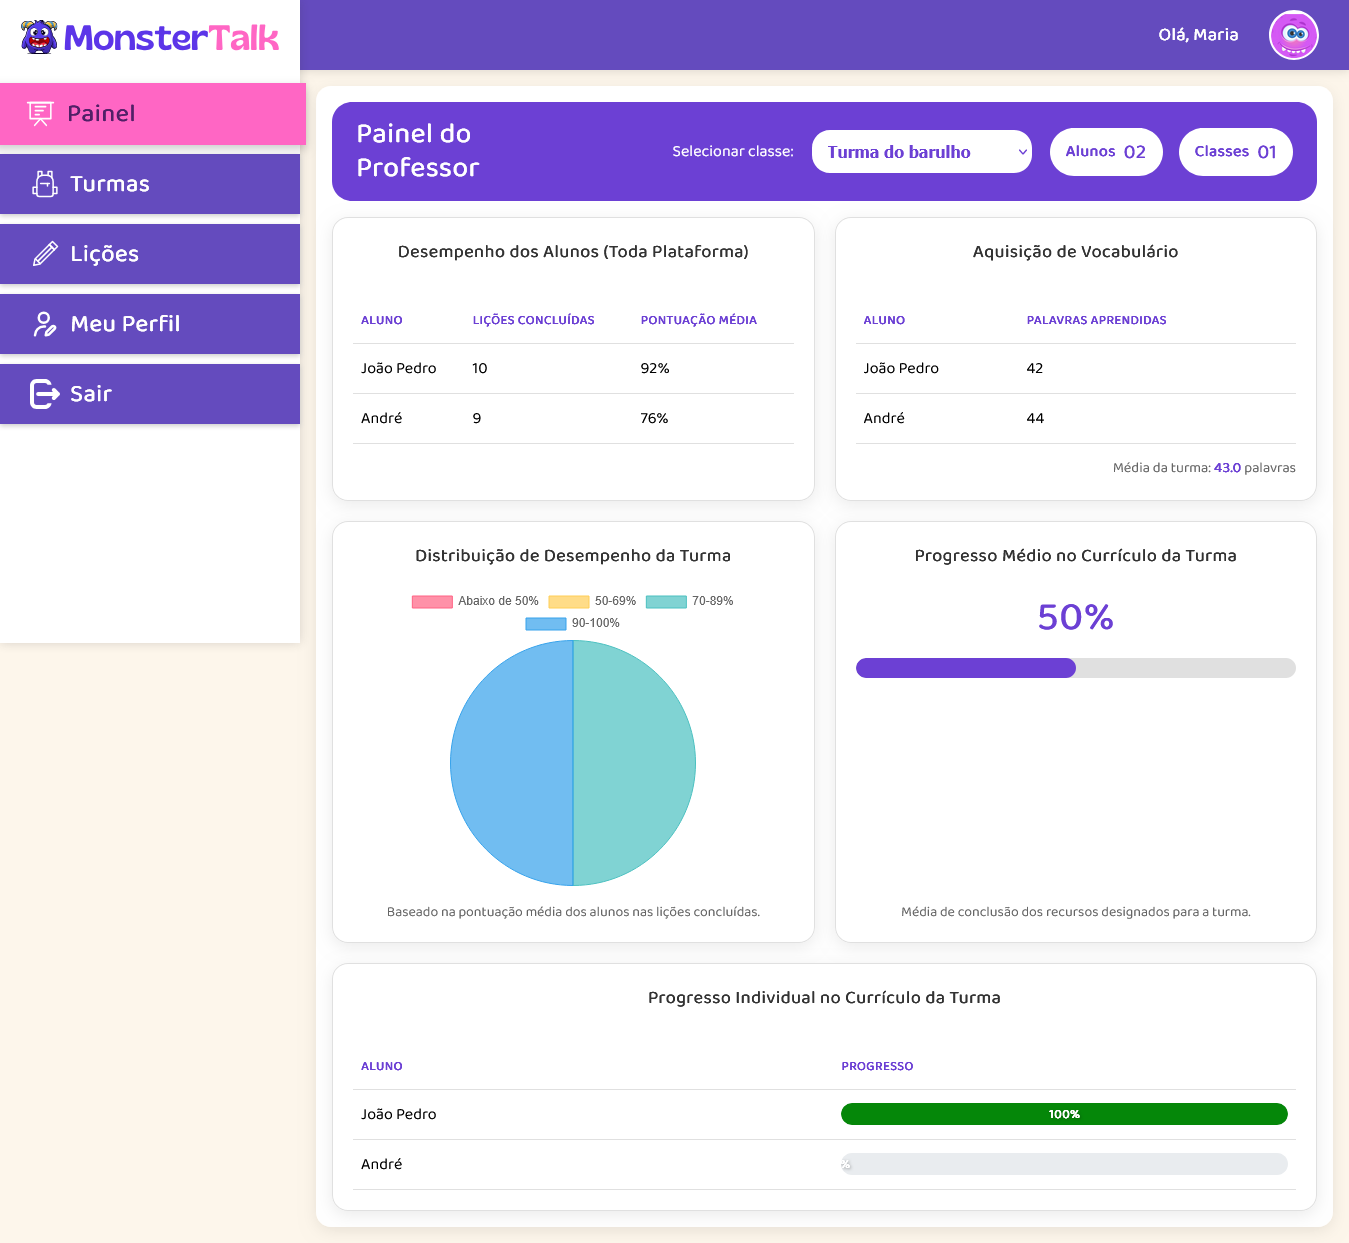 MonsterTalk
Olá, Maria
Painel
Turmas
Lições
Meu Perfil
Sair
Painel do
Professor
Selecionar classe:
Turma do barulho
Alunos 02
Classes 01
Desempenho dos Alunos (Toda Plataforma)
ALUNO LIÇÕES CONCLUÍDAS PONTUAÇÃO MÉDIA
João Pedro 10 92%
André 9 76%
Aquisição de Vocabulário
ALUNO PALAVRAS APRENDIDAS
João Pedro 42
André 44
Média da turma: 43.0 palavras
Distribuição de Desempenho da Turma
Abaixo de 50% 50-69% 70-89%
90-100%
Baseado na pontuação média dos alunos nas lições concluídas.
Progresso Médio no Currículo da Turma
50%
Média de conclusão dos recursos designados para a turma.
Progresso Individual no Currículo da Turma
ALUNO PROGRESSO
João Pedro 100%
André %